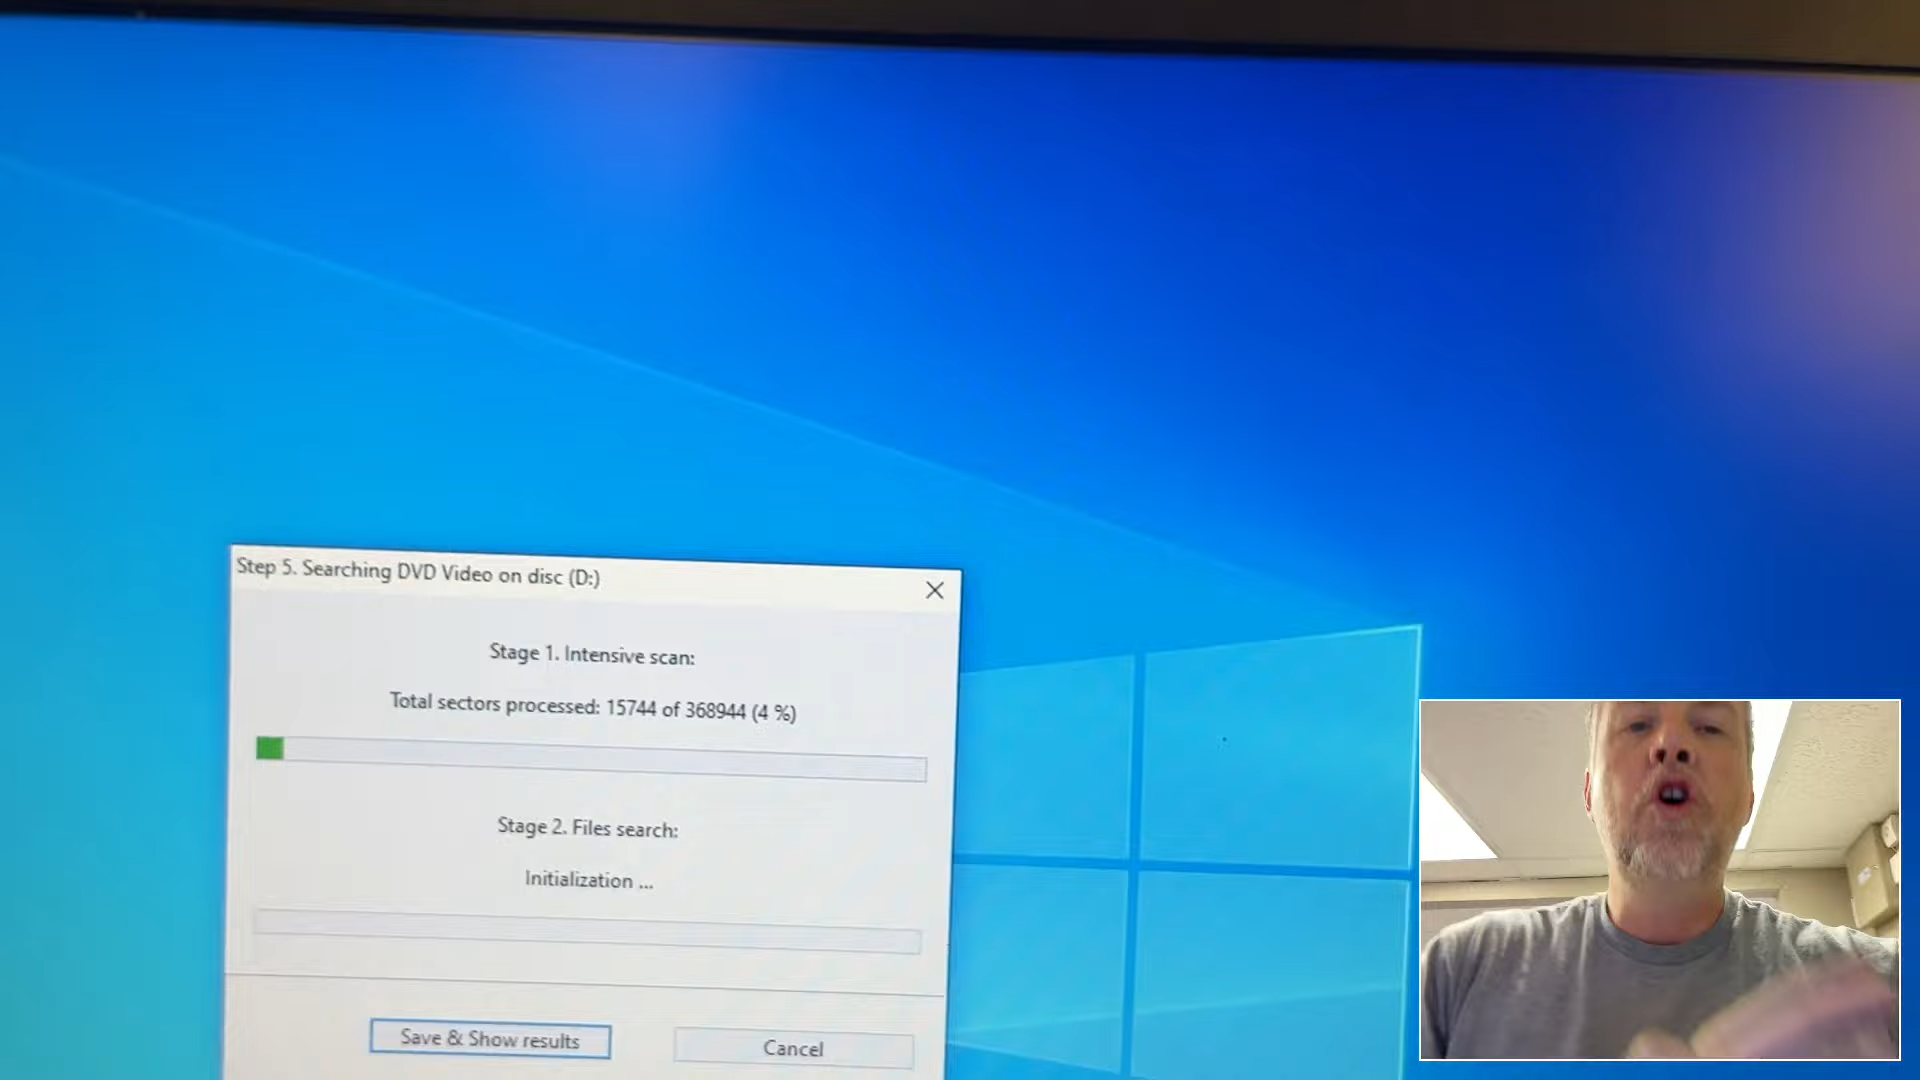 Step 5. Searching DVD Video on disc (D:)
Stage 1. Intensive scan:
Total sectors processed: 15744 of 368944 (4 %)
Stage 2. Files search:
Initialization ...
Save & Show results
Cancel